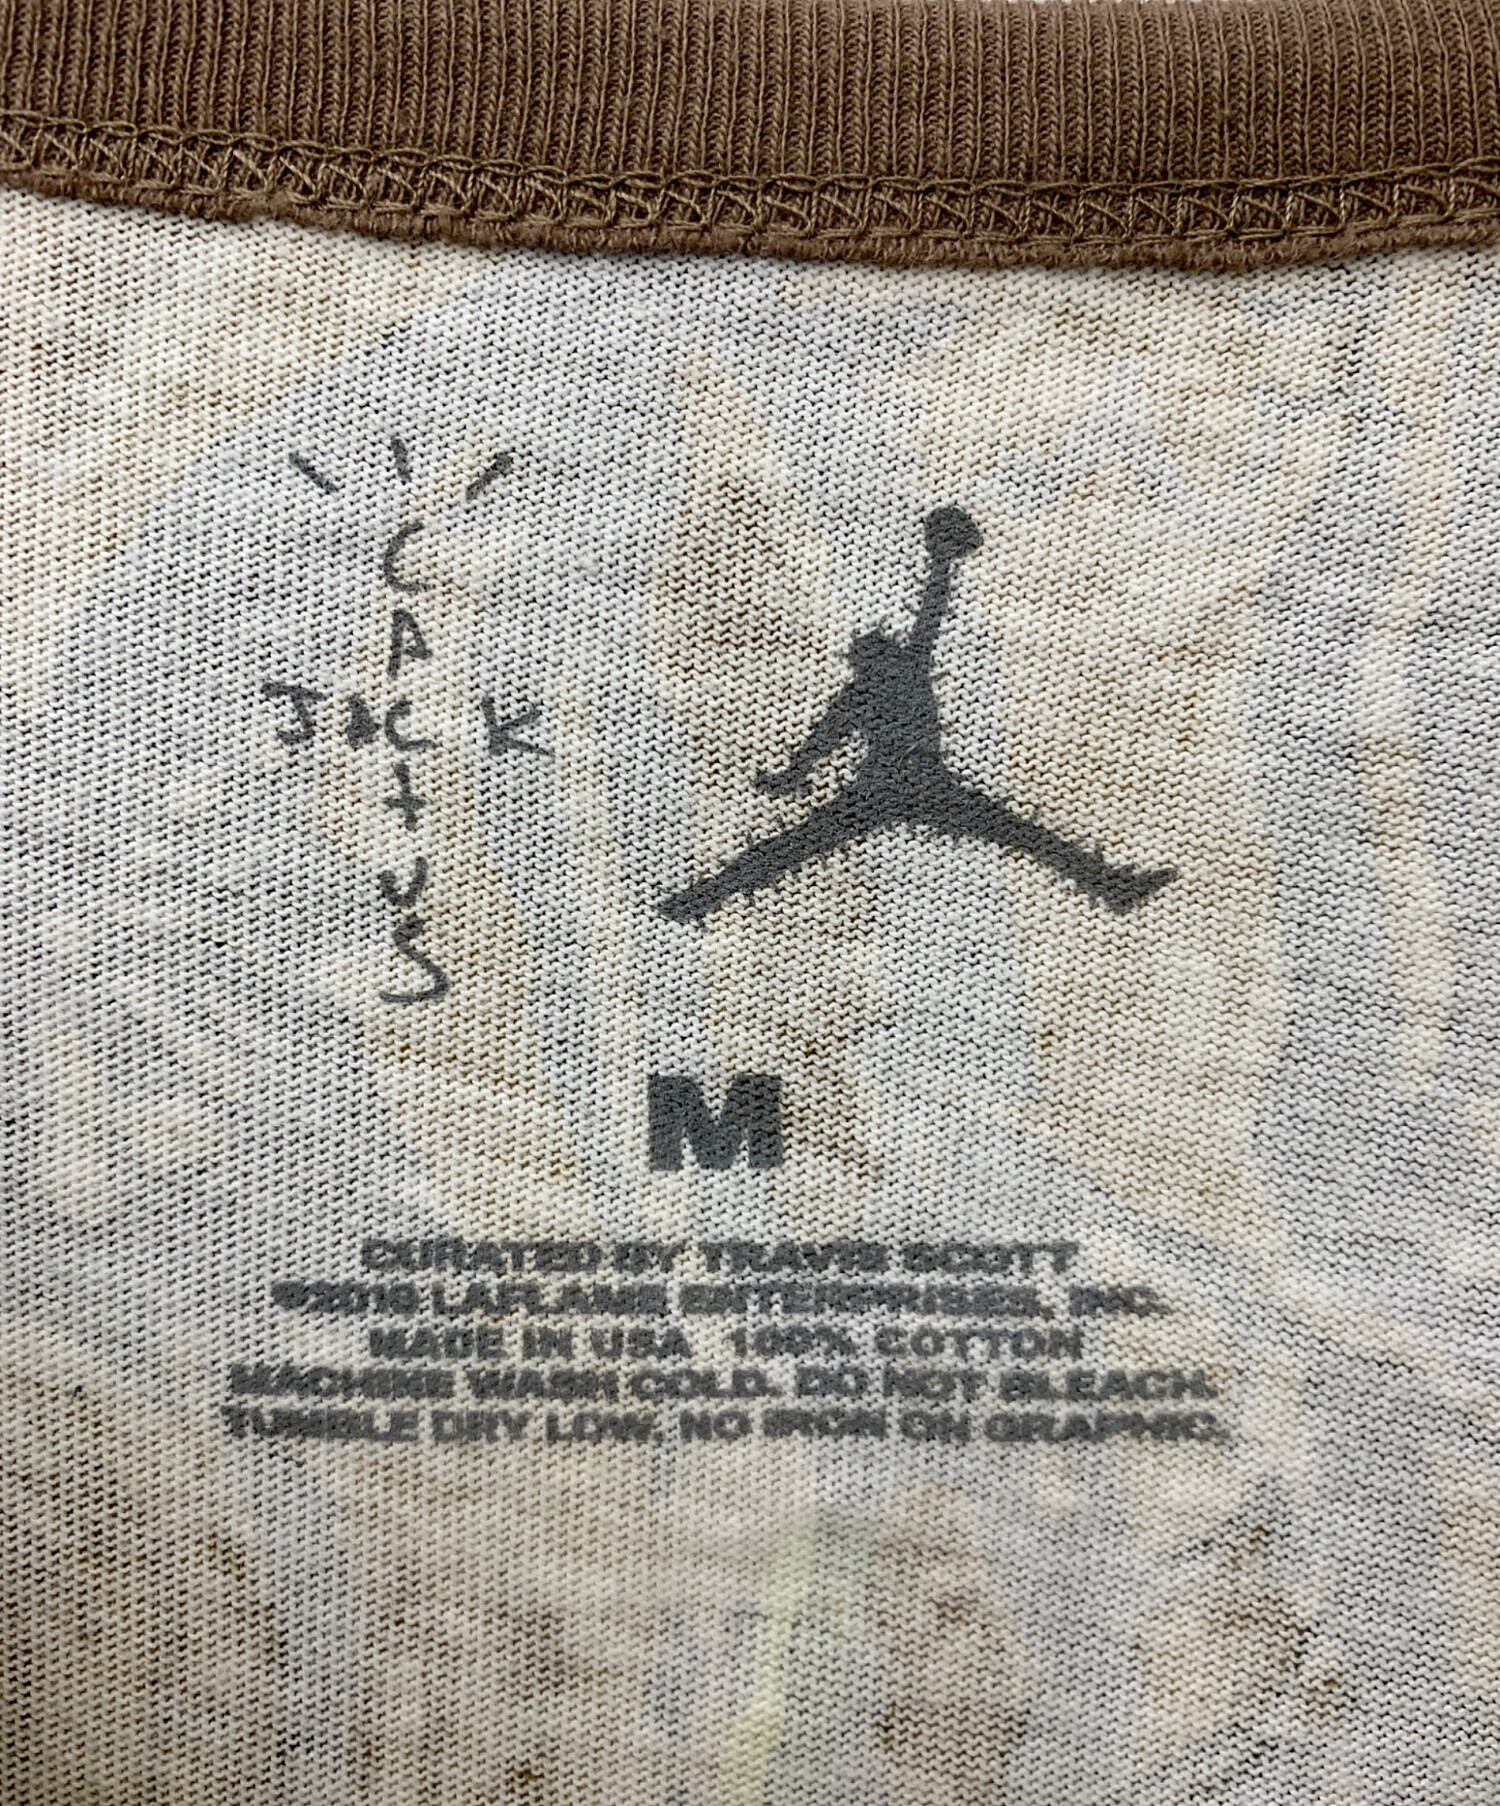 CACTUS
JACK
M
CURATED BY TRAVIS SCOTT
LAFLAME ENTERPRISES, INC.
MADE IN USA 100% COTTON
MACHINE WASH COLD. DO NOT BLEACH.
TUMBLE DRY LOW, NO IRON ON GRAPHIC.